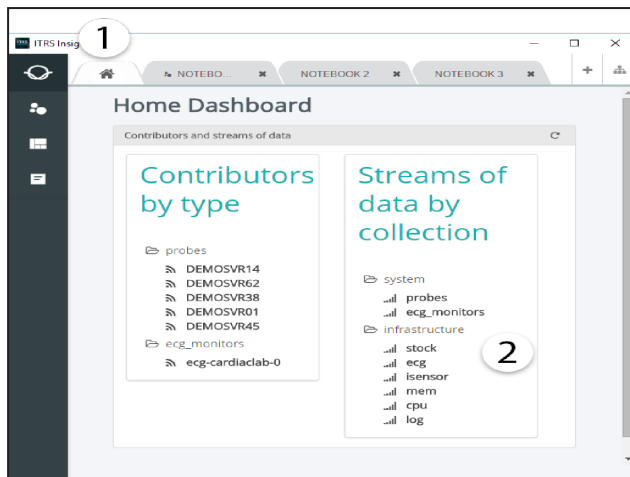 ITRS Insig
1
NOTEBO...
NOTEBOOK 2
NOTEBOOK 3
Home Dashboard
Contributors and streams of data
Contributors
by type
probes
DEMOSVR14
DEMOSVR62
DEMOSVR38
DEMOSVR01
DEMOSVR45
ecg_monitors
ecg-cardiaclab-0
Streams of
data by
collection
system
probes
ecg_monitors
infrastructure
stock
ecg
isensor
mem
cpu
log
2